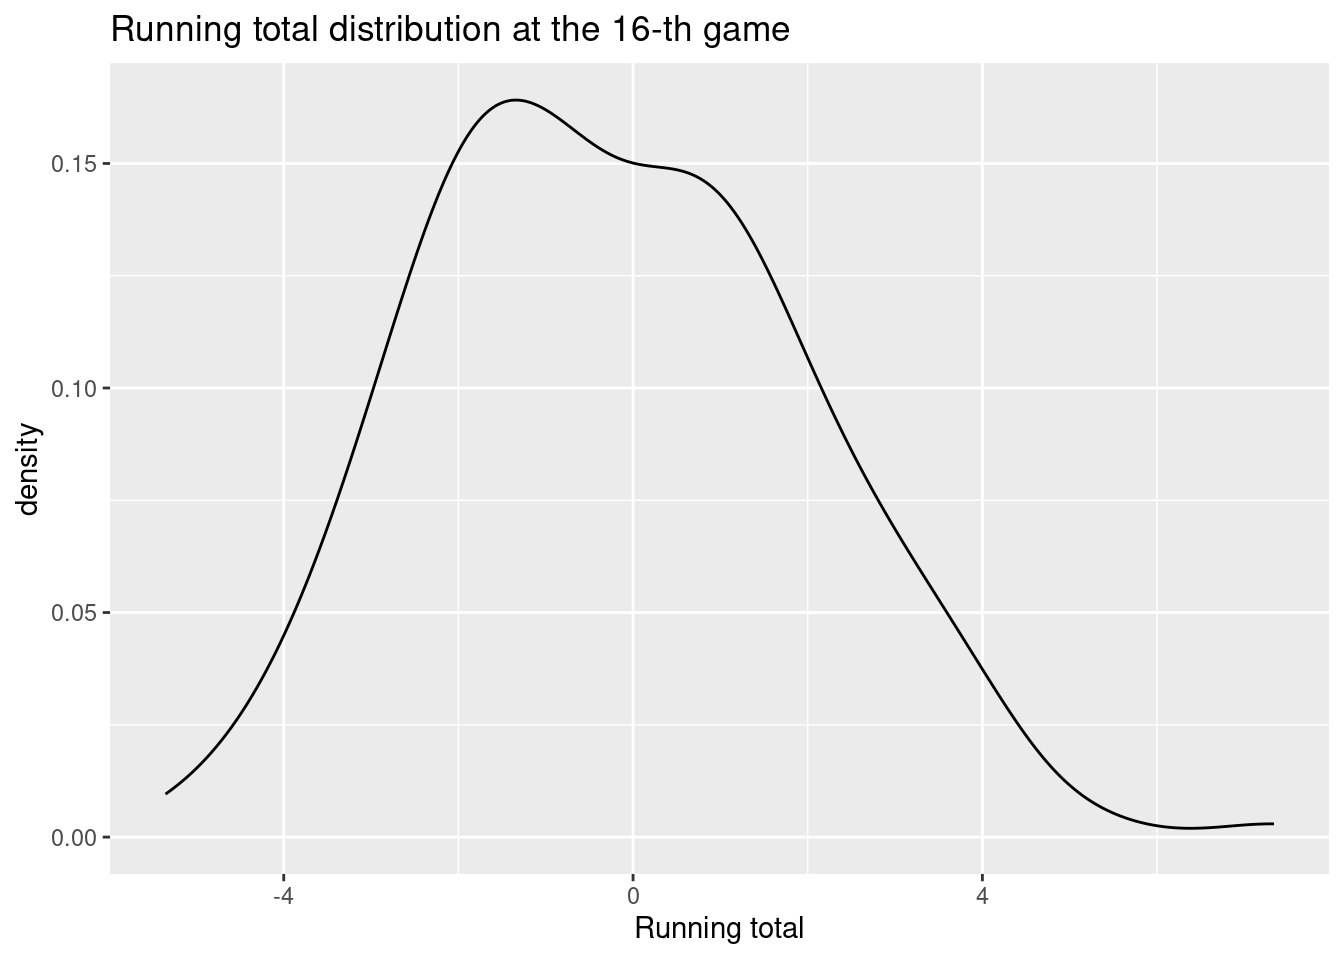 Running total distribution at the 16-th game
0.15
0.10
0.05
0.00
density
-4
0
4
Running total